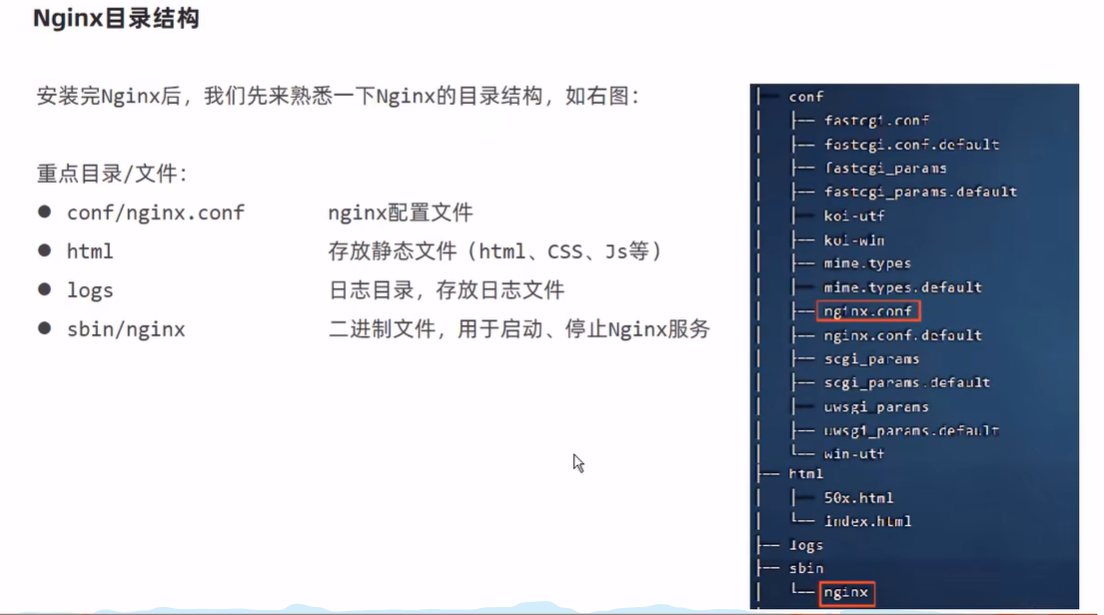 Nginx目录结构
安装完Nginx后，我们先来熟悉一下Nginx的目录结构，如右图：
重点目录/文件：
● conf/nginx.conf nginx配置文件
● html 存放静态文件（html、CSS、Js等）
● logs 日志目录，存放日志文件
● sbin/nginx 二进制文件，用于启动、停止Nginx服务
├── conf
│   ├── fastcgi.conf
│   ├── fastcgi.conf.default
│   ├── fastcgi_params
│   ├── fastcgi_params.default
│   ├── koi-utf
│   ├── koi-win
│   ├── mime.types
│   ├── mime.types.default
│   ├── nginx.conf
│   ├── nginx.conf.default
│   ├── scgi_params
│   ├── scgi_params.default
│   ├── uwsgi_params
│   ├── uwsgi_params.default
│   └── win-utf
├── html
│   ├── 50x.html
│   └── index.html
├── logs
├── sbin
│   └── nginx